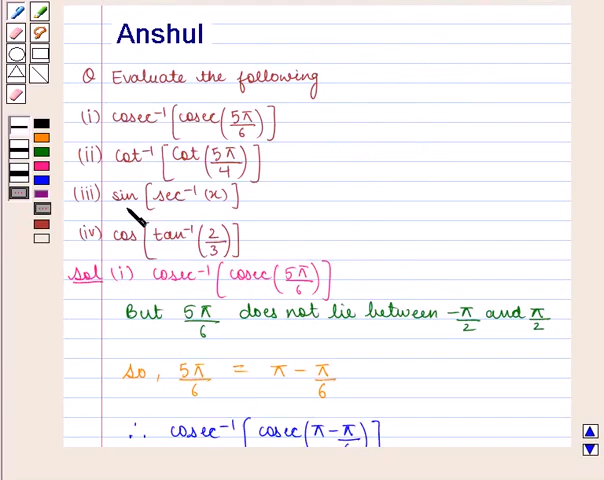 Anshul
Q Evaluate the following
(i) cosec⁻¹[cosec(5π/6)]
(ii) cot⁻¹[cot(5π/4)]
(iii) sin[sec⁻¹(x)]
(iv) cos[tan⁻¹(2/3)]
Sol (i) cosec⁻¹[cosec(5π/6)]
But 5π/6 does not lie between -π/2 and π/2
So, 5π/6 = π - π/6
∴ cosec⁻¹[cosec(π - π/6)]